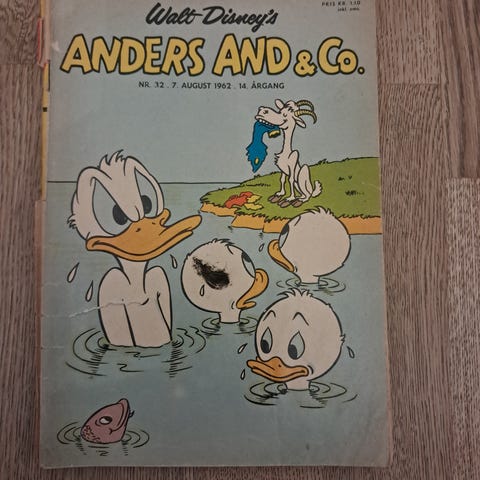 Walt Disney's
PRIS KR. 1.10
inkl. oms.
ANDERS AND & Co.
NR. 32 . 7. AUGUST 1962 . 14. ÅRGANG